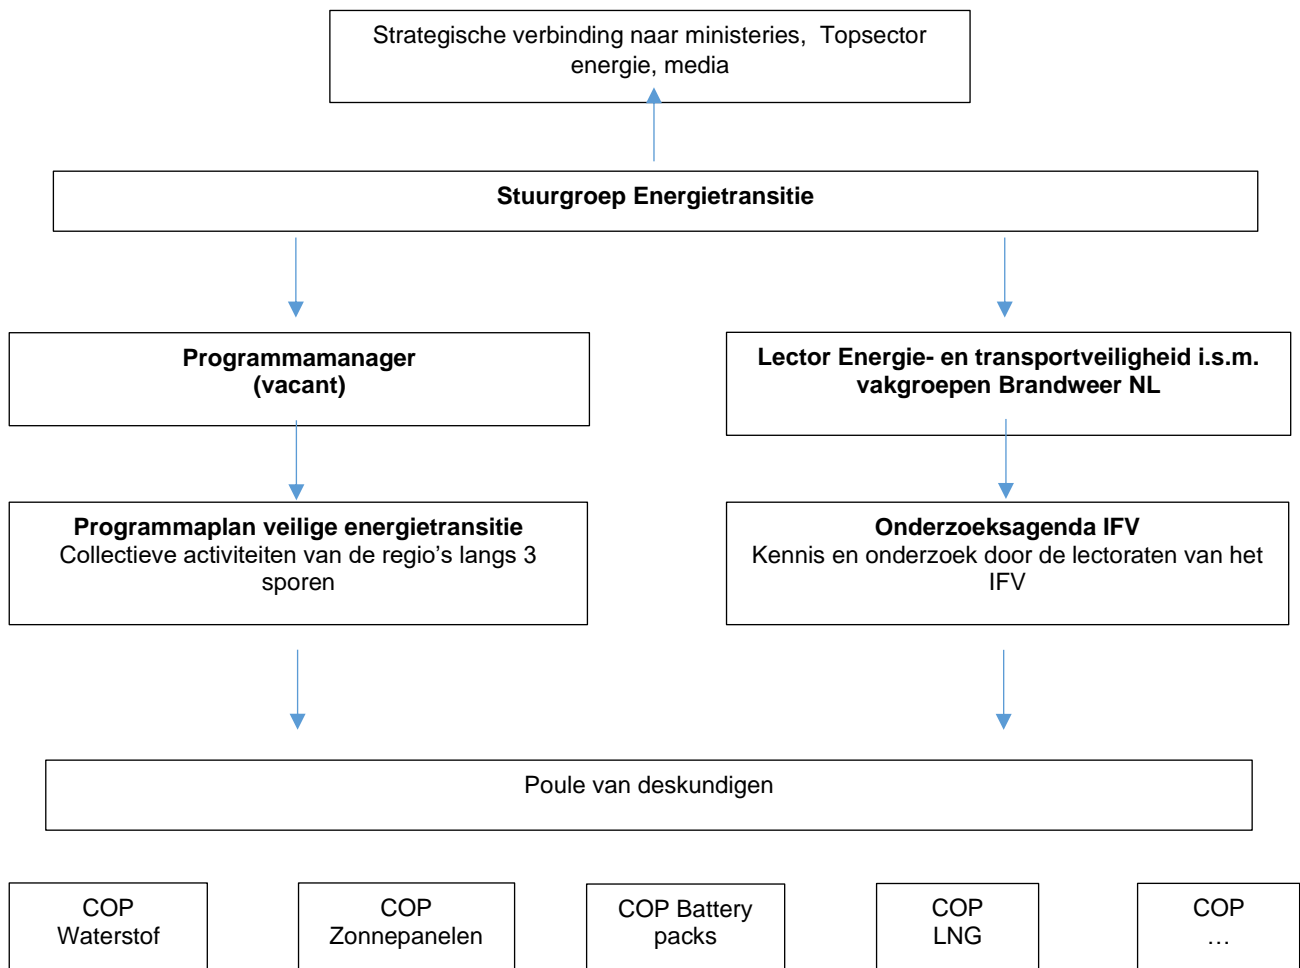 Strategische verbinding naar ministeries, Topsector
energie, media
Stuurgroep Energietransitie
Programmamanager
(vacant)
Lector Energie- en transportveiligheid i.s.m.
vakgroepen Brandweer NL
Programmaplan veilige energietransitie
Collectieve activiteiten van de regio's langs 3
sporen
Onderzoeksagenda IFV
Kennis en onderzoek door de lectoraten van het
IFV
Poule van deskundigen
COP
Waterstof
COP
Zonnepanelen
COP Battery
packs
COP
LNG
COP
…